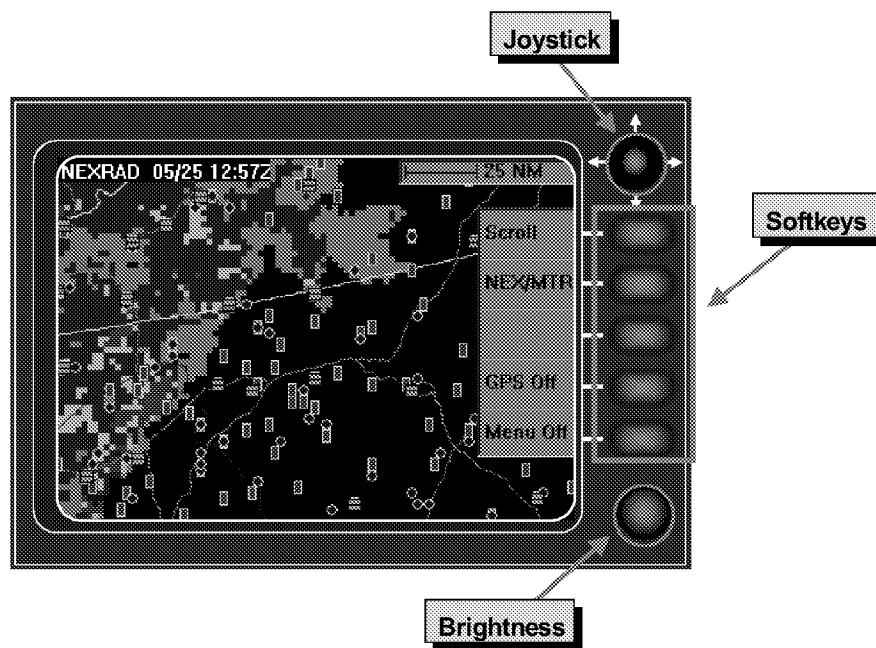 Joystick
NEXRAD 05/25 12:57Z
25 NM
Scroll
Softkeys
NEX/MTR
GPS Off
Menu Off
Brightness